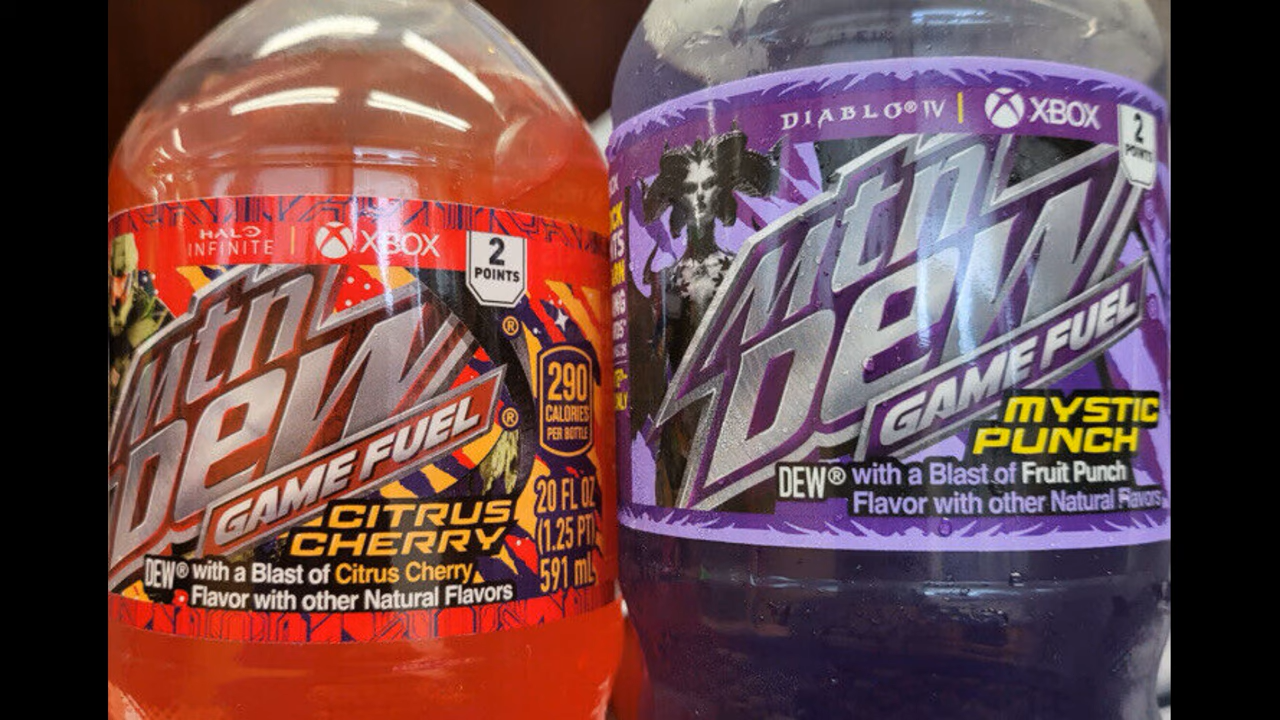 HALO
INFINITE
XBOX
2
POINTS
mtn
DEW
®
GAME FUEL
®
CITRUS
CHERRY
DEW® with a Blast of Citrus Cherry
Flavor with other Natural Flavors
290
CALORIES
PER BOTTLE
20 FL OZ
(1.25 PT)
591 mL
DIABLO® IV
XBOX
2
POINTS
mtn
DEW
GAME FUEL
MYSTIC
PUNCH
DEW® with a Blast of Fruit Punch
Flavor with other Natural Flavors